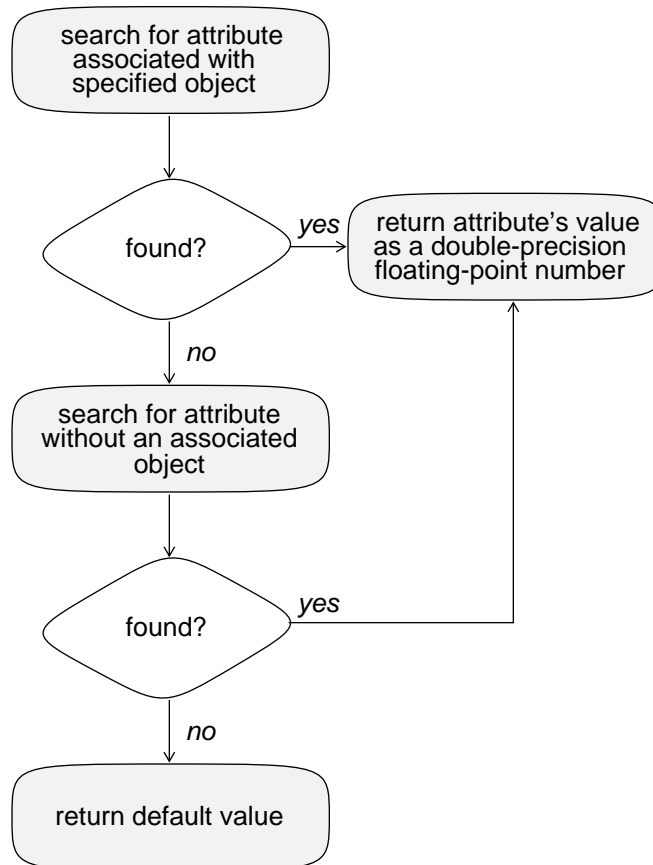 search for attribute
associated with
specified object
found?
yes
return attribute’s value
as a double-precision
floating-point number
no
search for attribute
without an associated
object
found?
yes
no
return default value